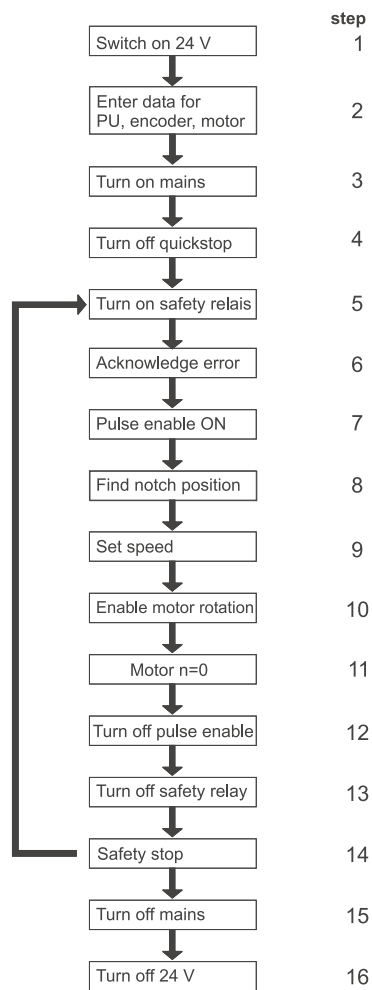 step
Switch on 24 V 1
Enter data for
PU, encoder, motor 2
Turn on mains 3
Turn off quickstop 4
Turn on safety relais 5
Acknowledge error 6
Pulse enable ON 7
Find notch position 8
Set speed 9
Enable motor rotation 10
Motor n=0 11
Turn off pulse enable 12
Turn off safety relay 13
Safety stop 14
Turn off mains 15
Turn off 24 V 16